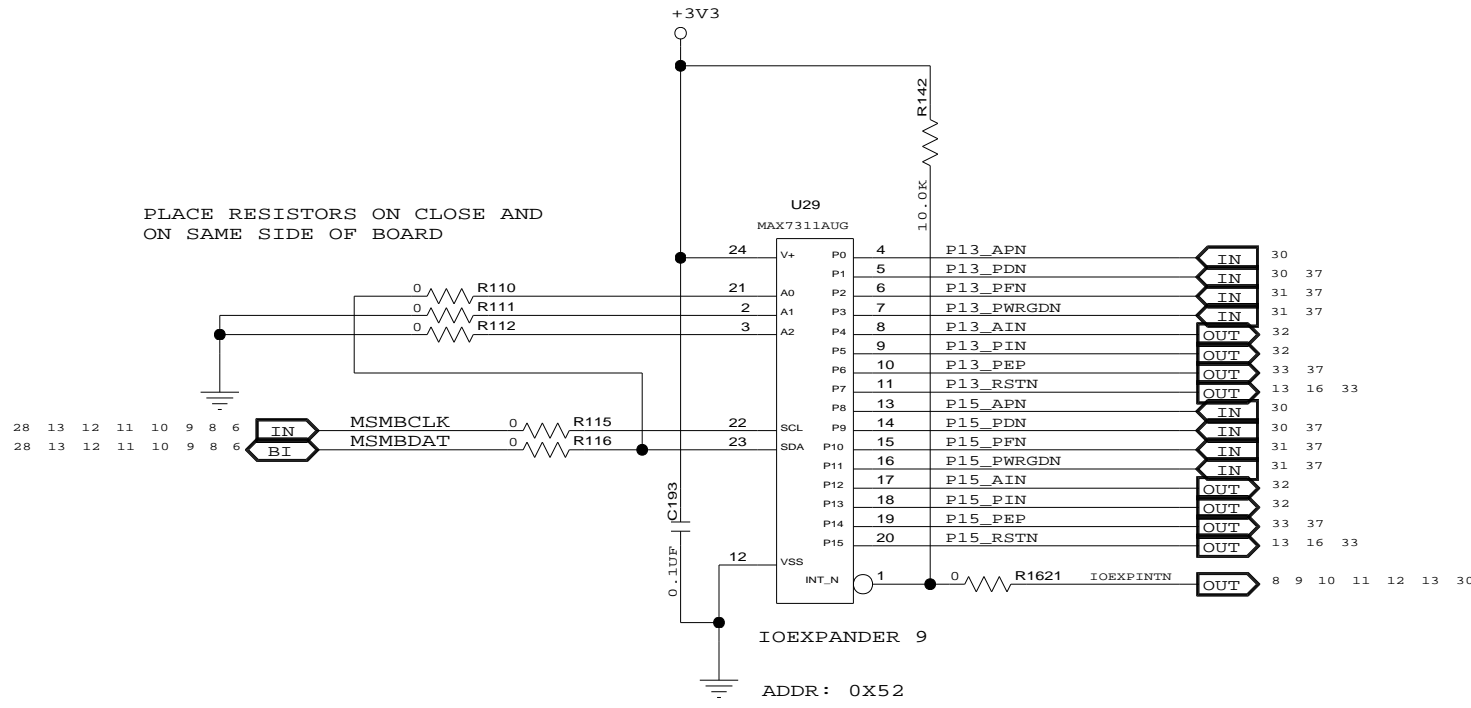 +3V3
R142
10.0K
PLACE RESISTORS ON CLOSE AND
ON SAME SIDE OF BOARD
U29
MAX7311AUG
24 V+ P0 4 P13_APN IN 30
P1 5 P13_PDN IN 30 37
0 R110 21 A0 P2 6 P13_PFN IN 31 37
0 R111 2 A1 P3 7 P13_PWRGDN IN 31 37
0 R112 3 A2 P4 8 P13_AIN OUT 32
P5 9 P13_PIN OUT 32
P6 10 P13_PEP OUT 33 37
P7 11 P13_RSTN OUT 13 16 33
P8 13 P15_APN IN 30
28 13 12 11 10 9 8 6 IN MSMBCLK 0 R115 22 SCL P9 14 P15_PDN IN 30 37
28 13 12 11 10 9 8 6 BI MSMBDAT 0 R116 23 SDA P10 15 P15_PFN IN 31 37
P11 16 P15_PWRGDN IN 31 37
P12 17 P15_AIN OUT 32
P13 18 P15_PIN OUT 32
C193
0.1UF
P14 19 P15_PEP OUT 33 37
P15 20 P15_RSTN OUT 13 16 33
12 VSS
INT_N 1 0 R1621 IOEXPINTN OUT 8 9 10 11 12 13 30
IOEXPANDER 9
ADDR: 0X52